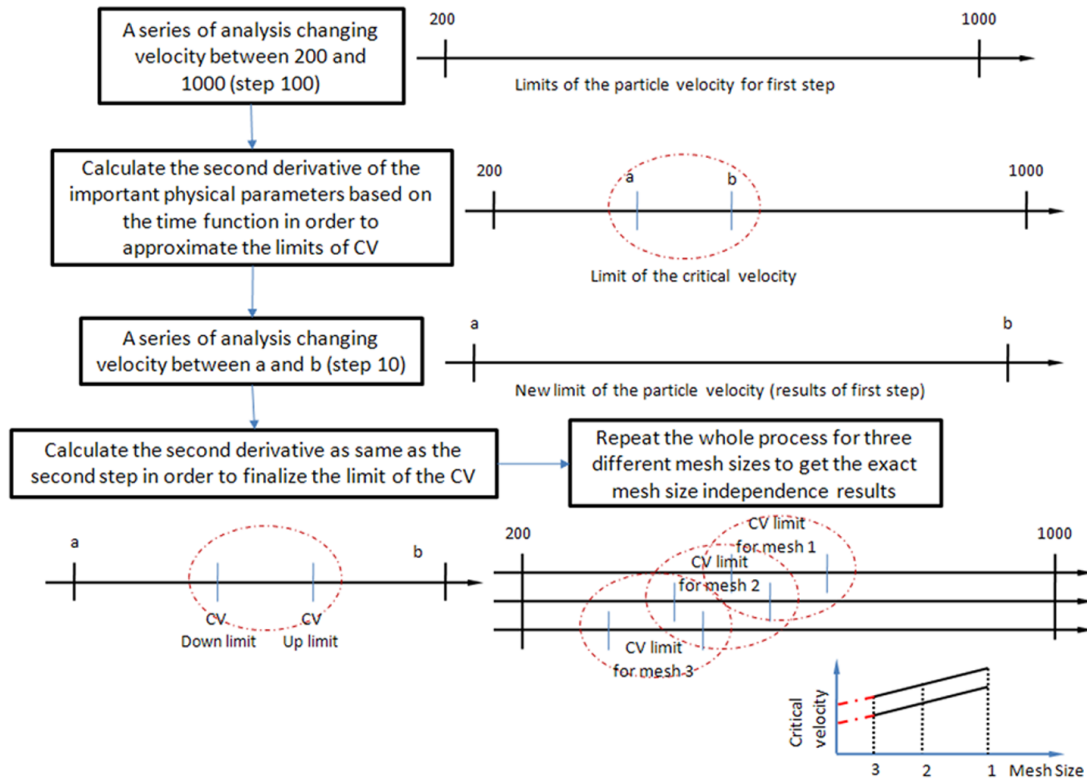 A series of analysis changing
velocity between 200 and
1000 (step 100)
200
1000
Limits of the particle velocity for first step
Calculate the second derivative of the
important physical parameters based on
the time function in order to
approximate the limits of CV
200
a
b
1000
Limit of the critical velocity
A series of analysis changing
velocity between a and b (step 10)
a
b
New limit of the particle velocity (results of first step)
Calculate the second derivative as same as the
second step in order to finalize the limit of the CV
Repeat the whole process for three
different mesh sizes to get the exact
mesh size independence results
a
b
CV
Down limit
CV
Up limit
200
1000
CV limit
for mesh 1
CV limit
for mesh 2
CV limit
for mesh 3
Critical
velocity
3
2
1
Mesh Size